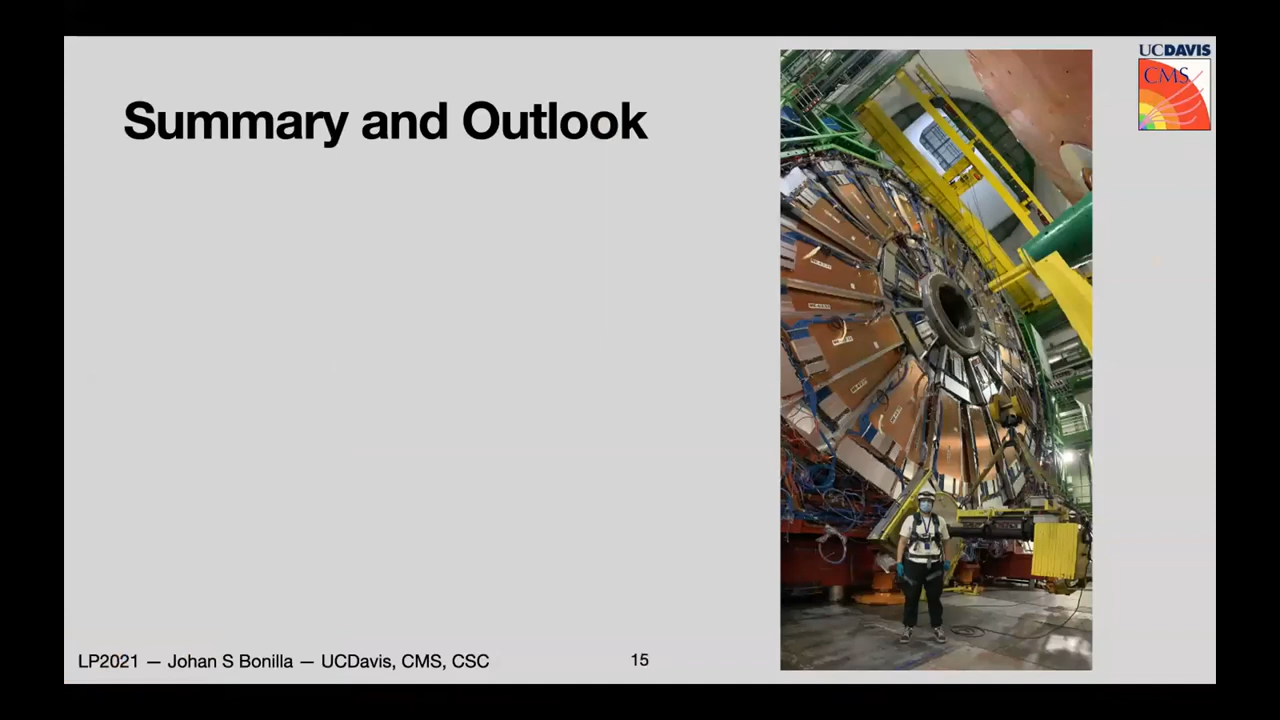 Summary and Outlook
UCDAVIS
CMS
LP2021 — Johan S Bonilla — UCDavis, CMS, CSC
15